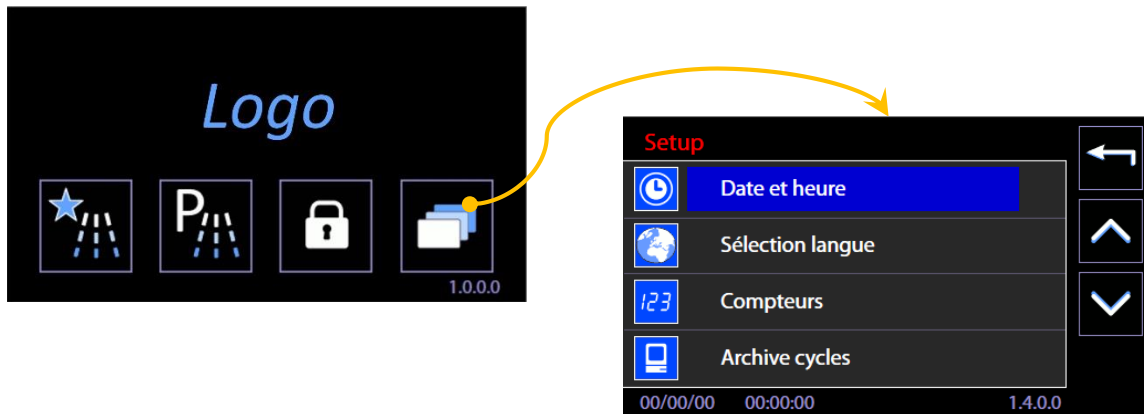 Logo
P
1.0.0.0
Setup
Date et heure
Sélection langue
123 Compteurs
Archive cycles
00/00/00 00:00:00 1.4.0.0